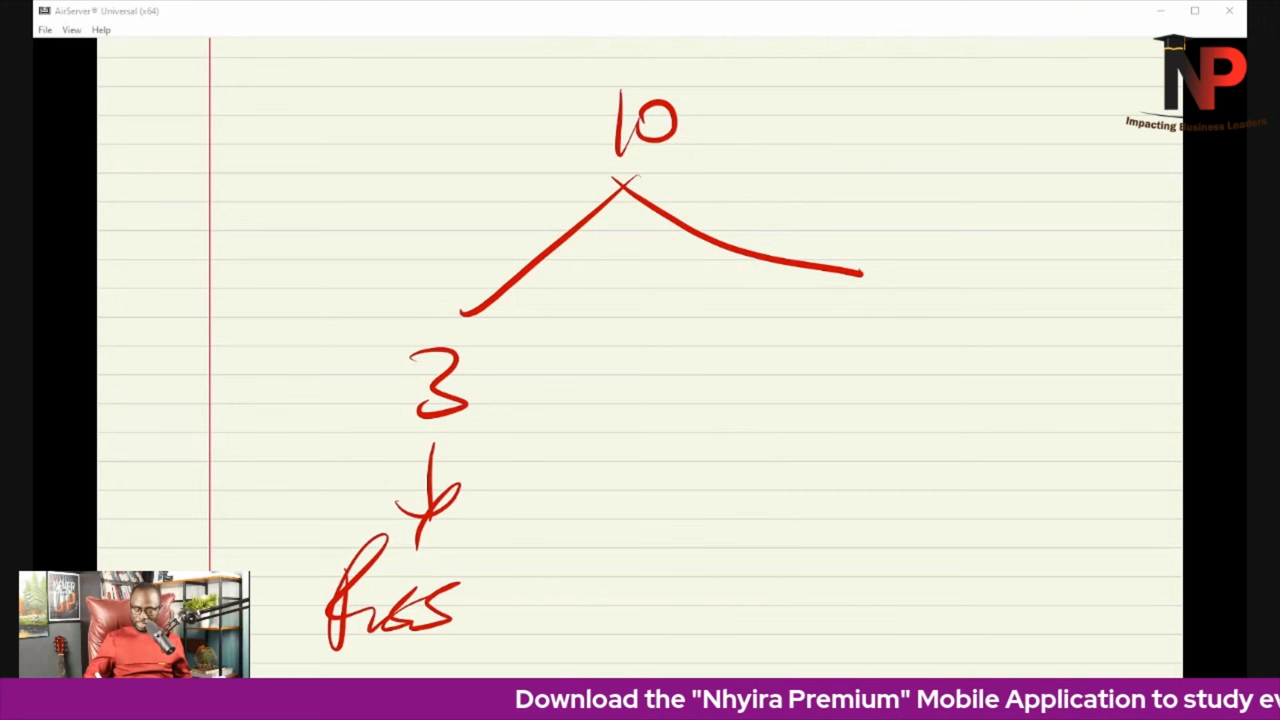 AirServer® Universal (x64)
File View Help
NP
Impacting Business Leaders
10
3
Download the "Nhyira Premium" Mobile Application to study ev